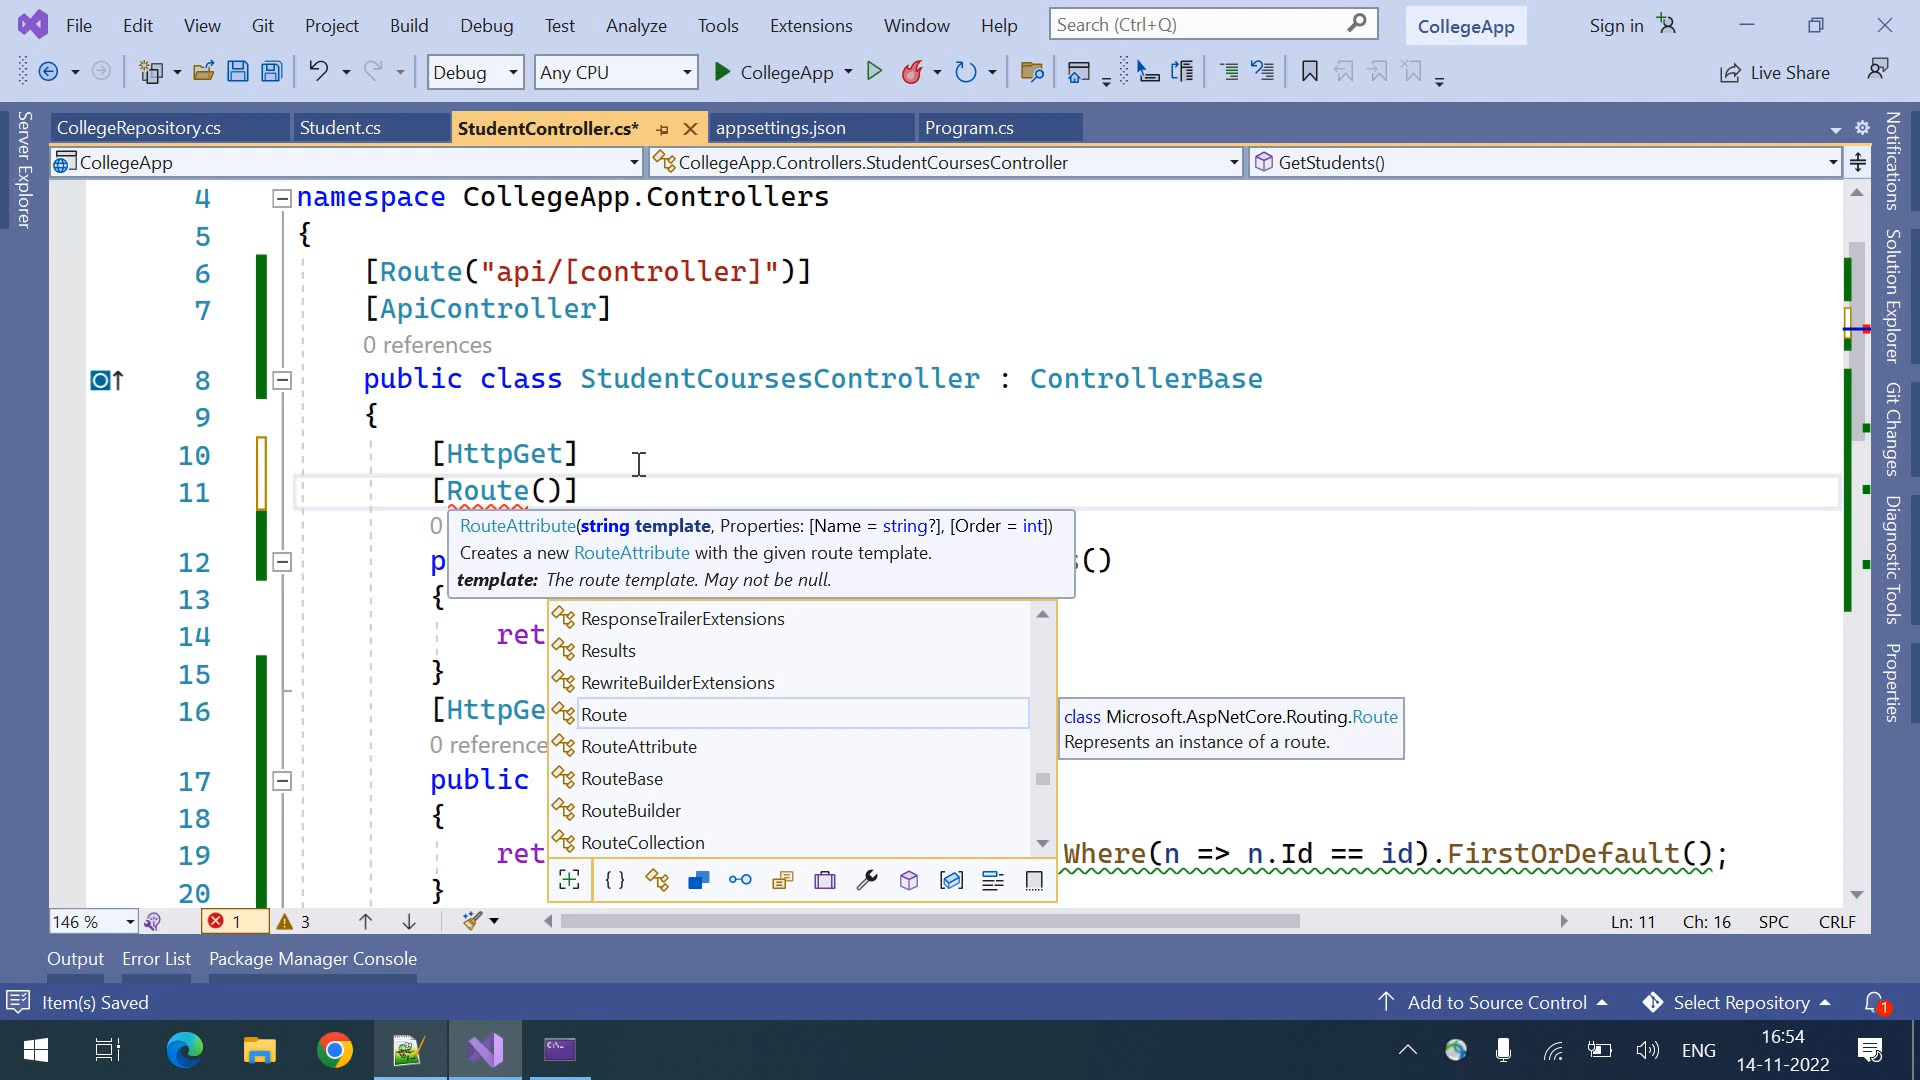 File Edit View Git Project Build Debug Test Analyze Tools Extensions Window Help Search (Ctrl+Q) CollegeApp Sign in
Debug Any CPU CollegeApp Live Share
Server Explorer
CollegeRepository.cs Student.cs StudentController.cs* appsettings.json Program.cs
CollegeApp CollegeApp.Controllers.StudentCoursesController GetStudents()
4 namespace CollegeApp.Controllers
5 {
6 [Route("api/[controller]")]
7 [ApiController]
0 references
8 public class StudentCoursesController : ControllerBase
9 {
10 [HttpGet]
11 [Route()]
0
RouteAttribute(string template, Properties: [Name = string?], [Order = int])
Creates a new RouteAttribute with the given route template.
template: The route template. May not be null.
12 p ()
13 {
14 ret
15 }
16 [HttpGe
0 reference
17 public
18 {
19 ret Where(n => n.Id == id).FirstOrDefault();
20 }
ResponseTrailerExtensions
Results
RewriteBuilderExtensions
Route
RouteAttribute
RouteBase
RouteBuilder
RouteCollection
class Microsoft.AspNetCore.Routing.Route
Represents an instance of a route.
Notifications
Solution Explorer
Git Changes
Diagnostic Tools
Properties
146 % 1 3 Ln: 11 Ch: 16 SPC CRLF
Output Error List Package Manager Console
Item(s) Saved Add to Source Control Select Repository 1
ENG 16:54
14-11-2022